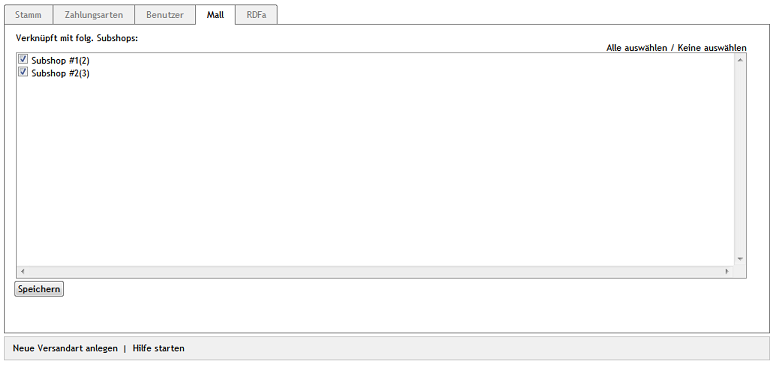 Stamm Zahlungsarten Benutzer Mall RDFa
Verknüpft mit folg. Subshops:
Alle auswählen / Keine auswählen
Subshop #1(2)
Subshop #2(3)
Speichern
Neue Versandart anlegen | Hilfe starten